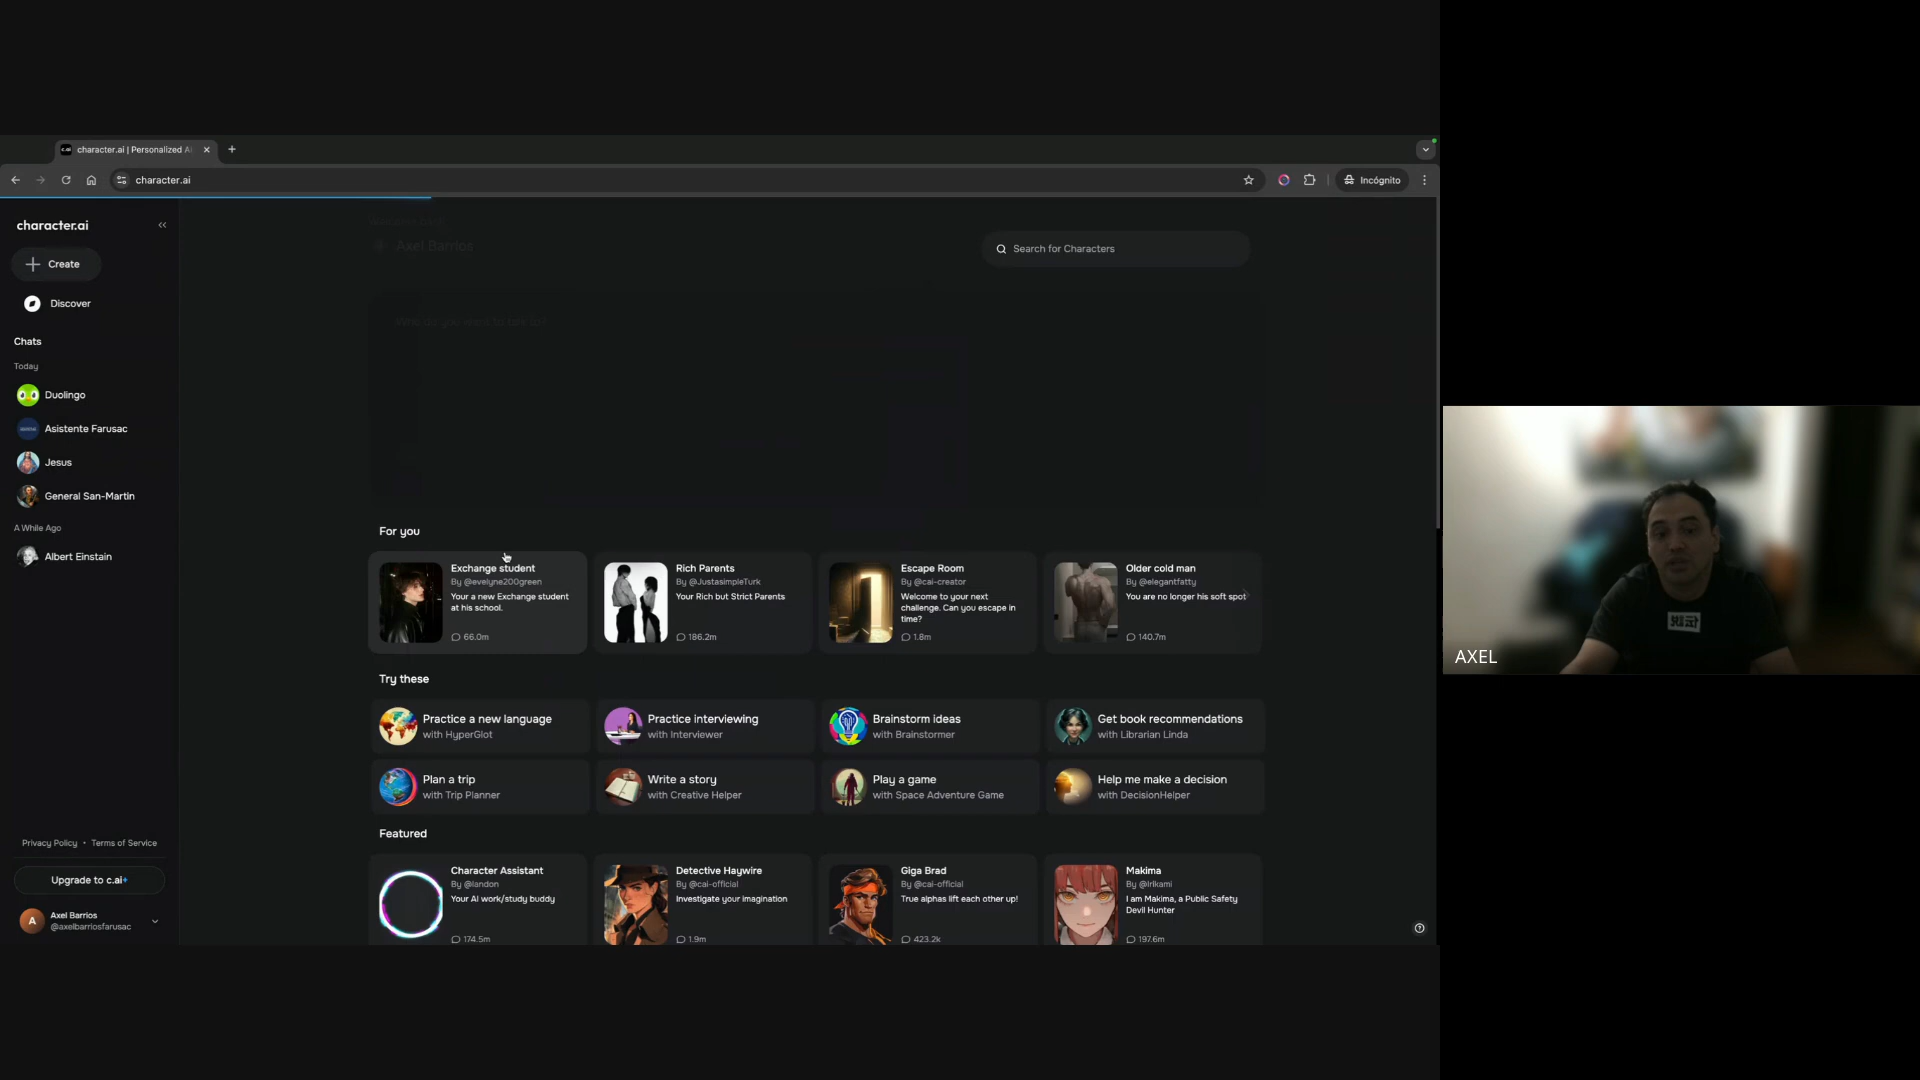 character.ai | Personalized AI
character.ai
Incógnito
character.ai
Create
Discover
Chats
Today
Duolingo
Asistente Farusac
Jesus
General San-Martin
A While Ago
Albert Einstein
Privacy Policy • Terms of Service
Upgrade to c.ai+
A
Axel Barrios
@axelbarriosfarusac
Axel Barrios
Search for Characters
For you
Exchange student
By @evelyne200green
Your a new Exchange student
at his school.
66.0m
Rich Parents
By @JustasimpleTurk
Your Rich but Strict Parents
186.2m
Escape Room
By @cai-creator
Welcome to your next
challenge. Can you escape in
time?
1.8m
Older cold man
By @elegantfatty
You are no longer his soft spot
140.7m
Try these
Practice a new language
with HyperGlot
Practice interviewing
with Interviewer
Brainstorm ideas
with Brainstormer
Get book recommendations
with Librarian Linda
Plan a trip
with Trip Planner
Write a story
with Creative Helper
Play a game
with Space Adventure Game
Help me make a decision
with DecisionHelper
Featured
Character Assistant
By @landon
Your AI work/study buddy
174.5m
Detective Haywire
By @cai-official
Investigate your imagination
1.9m
Giga Brad
By @cai-official
True alphas lift each other up!
423.2k
Makima
By @Irikami
I am Makima, a Public Safety
Devil Hunter
197.6m
AXEL